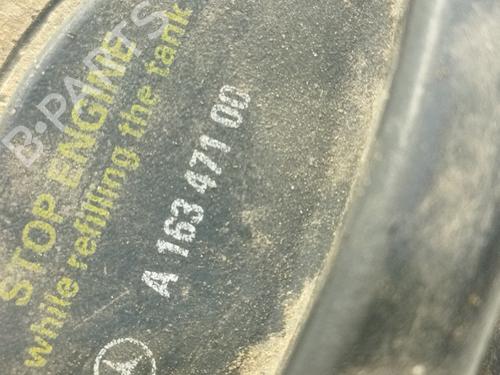 STOP ENGINE
while refilling the tank
A 163 471 00
B-PARTS